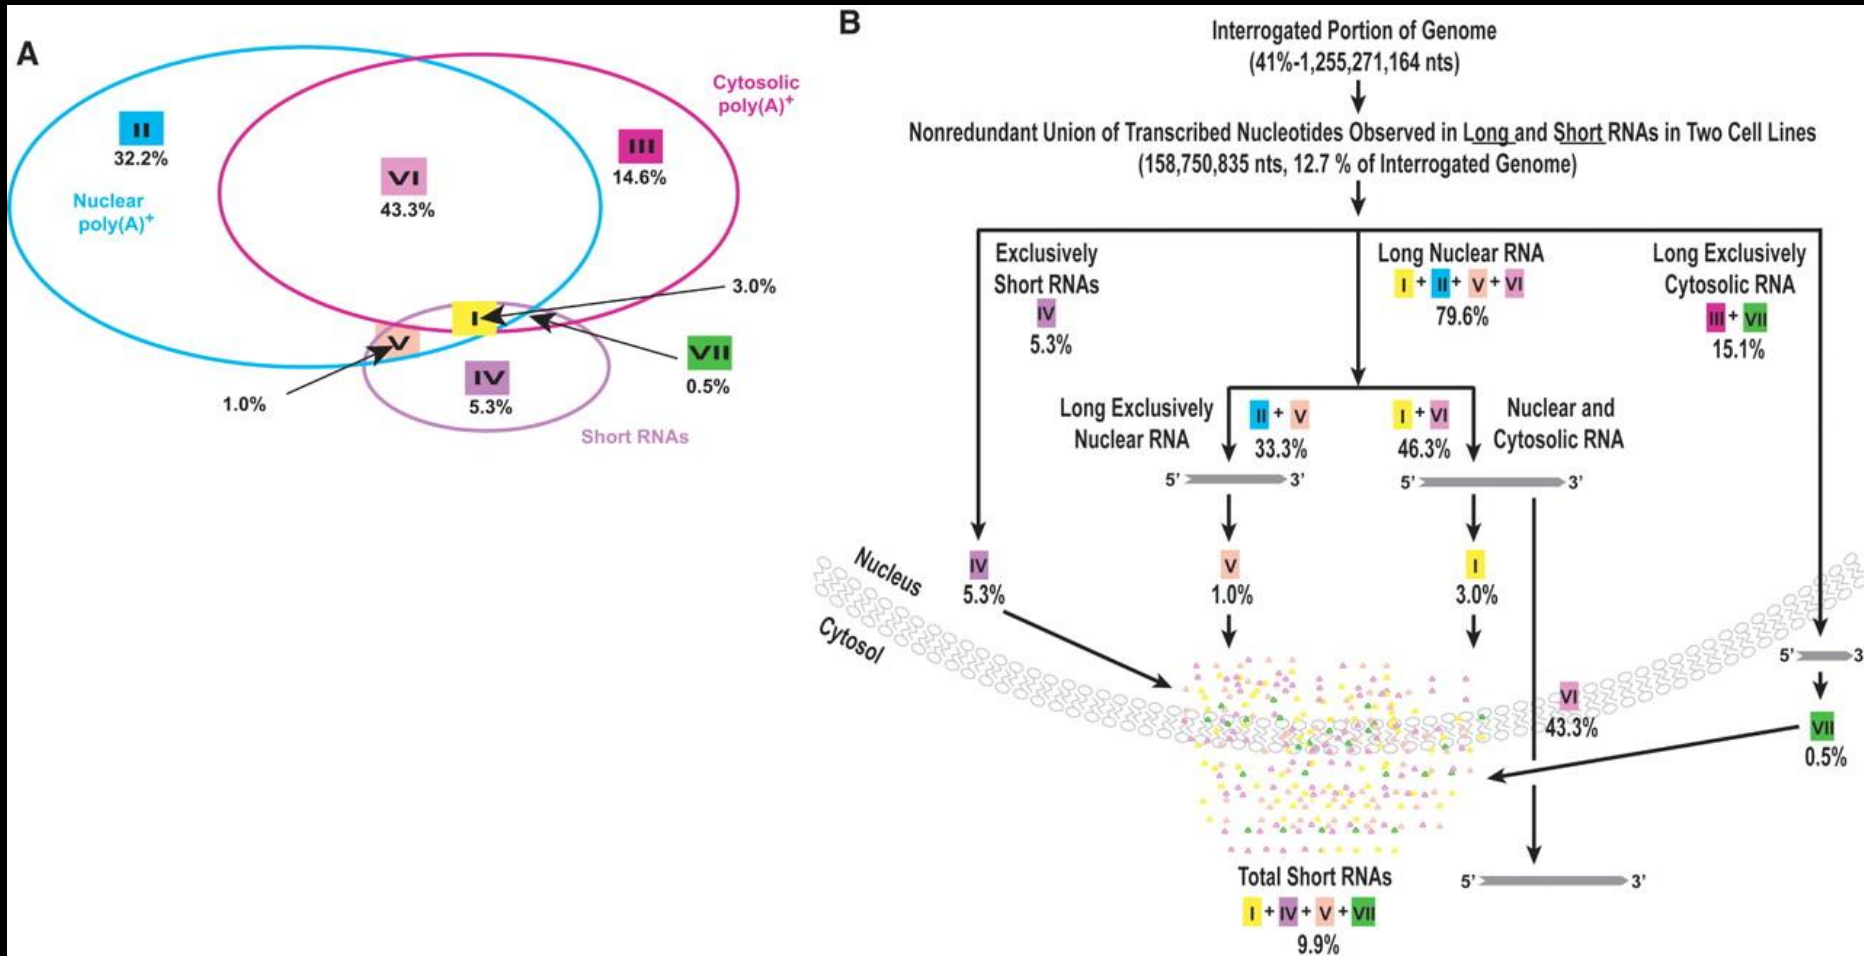 A
II
32.2%
Nuclear
poly(A)+
VI
43.3%
III
14.6%
Cytosolic
poly(A)+
I
3.0%
V
1.0%
VII
0.5%
IV
5.3%
Short RNAs
B
Interrogated Portion of Genome
(41%-1,255,271,164 nts)
Nonredundant Union of Transcribed Nucleotides Observed in Long and Short RNAs in Two Cell Lines
(158,750,835 nts, 12.7 % of Interrogated Genome)
Exclusively
Short RNAs
IV
5.3%
Long Nuclear RNA
I + II + V + VI
79.6%
Long Exclusively
Cytosolic RNA
III + VII
15.1%
Long Exclusively
Nuclear RNA
II + V
33.3%
I + VI
46.3%
Nuclear and
Cytosolic RNA
5’ 3’
5’ 3’
Nucleus
Cytosol
IV
5.3%
V
1.0%
I
3.0%
5’ 3
VI
43.3%
VII
0.5%
5’ 3’
Total Short RNAs
I + IV + V + VII
9.9%